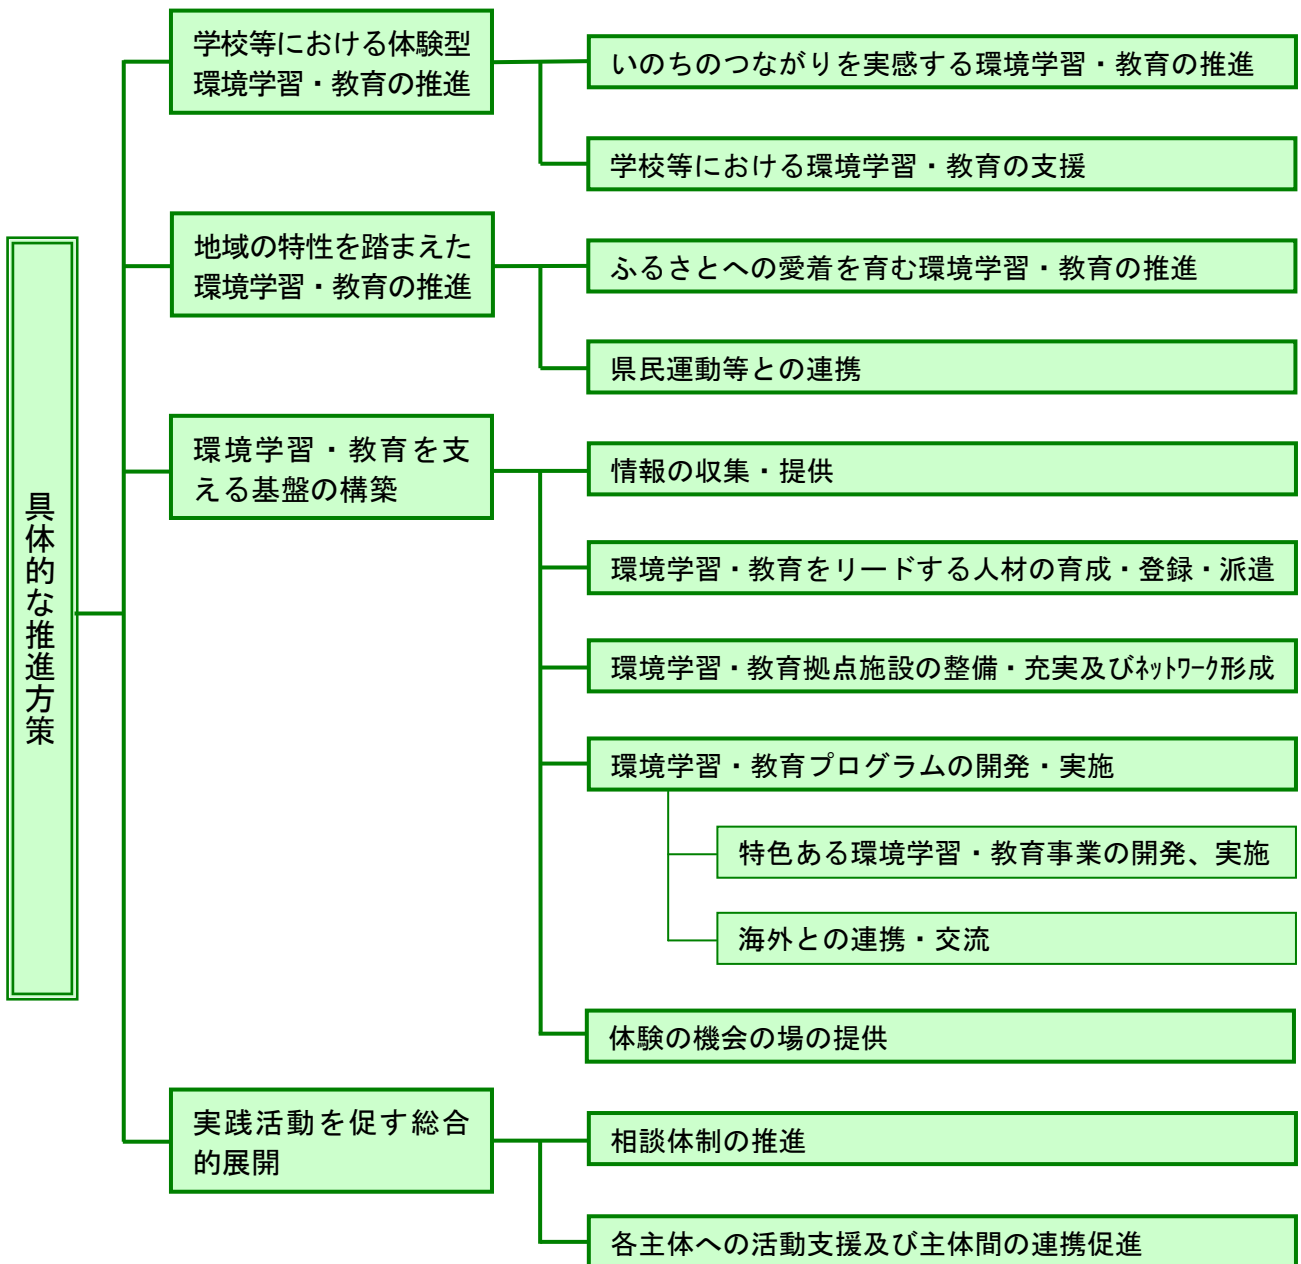 具体的な推進方策
学校等における体験型
環境学習・教育の推進
いのちのつながりを実感する環境学習・教育の推進
学校等における環境学習・教育の支援
地域の特性を踏まえた
環境学習・教育の推進
ふるさとへの愛着を育む環境学習・教育の推進
県民運動等との連携
環境学習・教育を支
える基盤の構築
情報の収集・提供
環境学習・教育をリードする人材の育成・登録・派遣
環境学習・教育拠点施設の整備・充実及びﾈｯﾄﾜｰｸ形成
環境学習・教育プログラムの開発・実施
特色ある環境学習・教育事業の開発、実施
海外との連携・交流
体験の機会の場の提供
実践活動を促す総合
的展開
相談体制の推進
各主体への活動支援及び主体間の連携促進